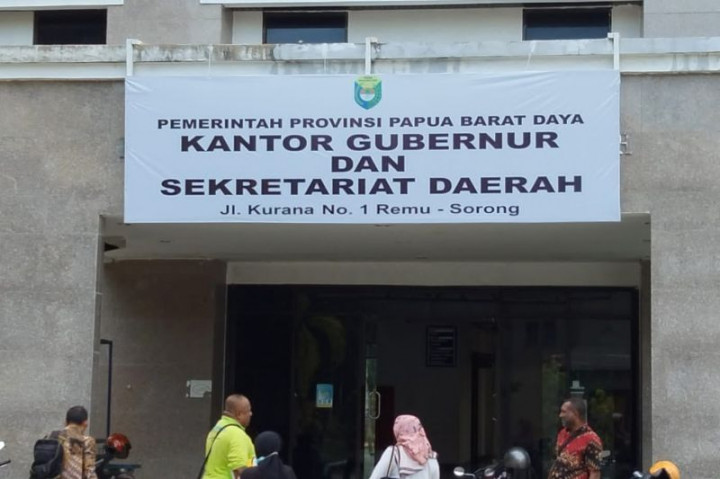 PEMERINTAH PROVINSI PAPUA BARAT DAYA
KANTOR GUBERNUR
DAN
SEKRETARIAT DAERAH
Jl. Kurana No. 1 Remu - Sorong